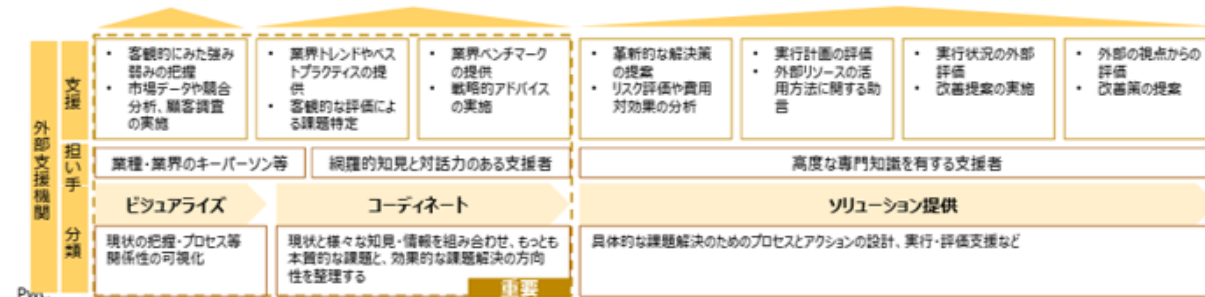 外部支援機関
支援
• 客観的にみた強み
弱みの把握
• 市場データや競合
分析、顧客調査
の実施
• 業界トレンドやベス
トプラクティスの提
供
• 客観的な評価によ
る課題特定
• 業界ベンチマーク
の提供
• 戦略的アドバイス
の実施
• 革新的な解決策
の提案
• リスク評価や費用
対効果の分析
• 実行計画の評価
• 外部リソースの活
用方法に関する助
言
• 実行状況の外部
評価
• 改善提案の実施
• 外部の視点からの
評価
• 改善策の提案
担い手
業種・業界のキーパーソン等
網羅的知見と対話力のある支援者
高度な専門知識を有する支援者
分類
ビジュアライズ
コーディネート
ソリューション提供
現状の把握・プロセス等
関係性の可視化
現状と様々な知見・情報を組み合わせ、もっとも
本質的な課題と、効果的な課題解決の方向
性を整理する
具体的な課題解決のためのプロセスとアクションの設計、実行・評価支援など
重要
PwC